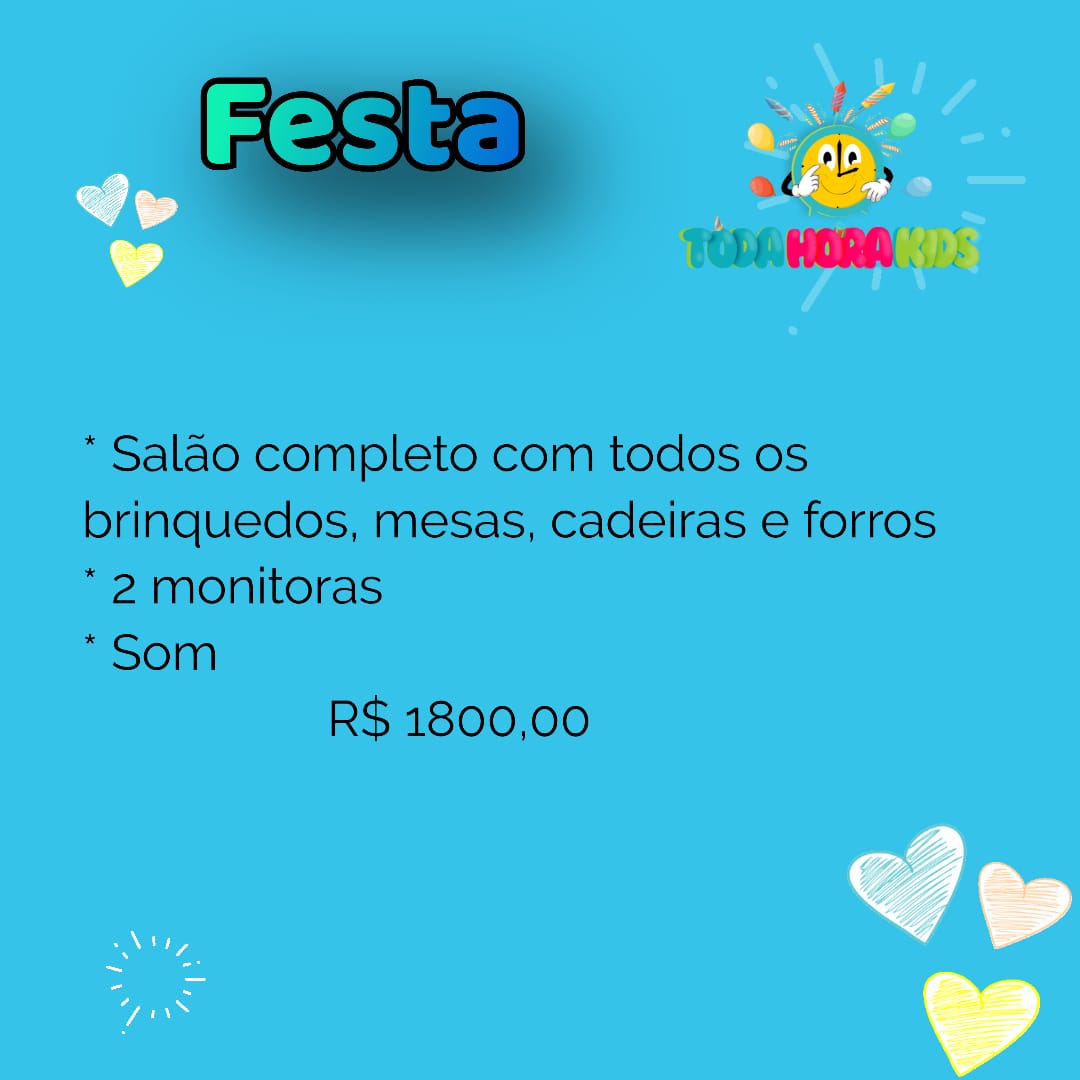 Festa
TODA HORA KIDS
* Salão completo com todos os
brinquedos, mesas, cadeiras e forros
* 2 monitoras
* Som
R$ 1800,00